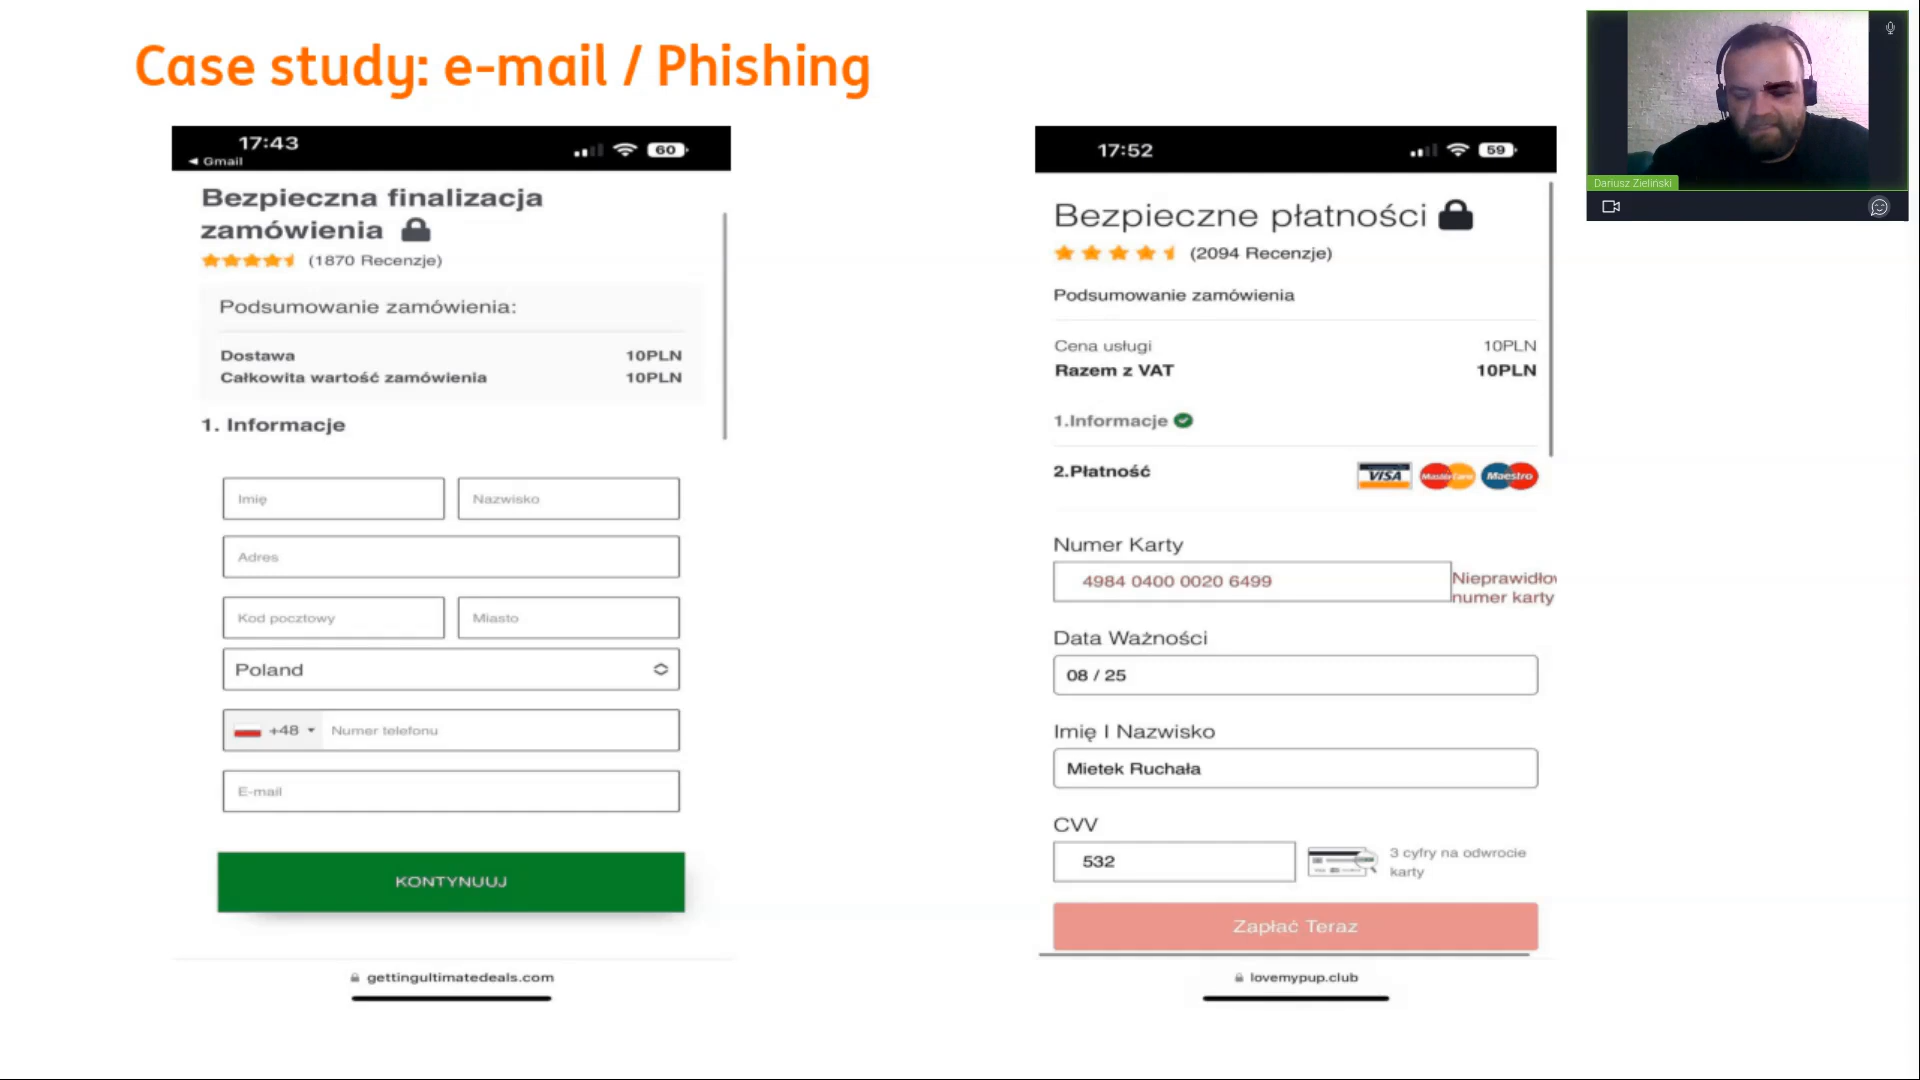 Case study: e-mail / Phishing
17:43
◄ Gmail
60
Bezpieczna finalizacja
zamówienia
(1870 Recenzje)
Podsumowanie zamówienia:
Dostawa 10PLN
Całkowita wartość zamówienia 10PLN
1. Informacje
Imię Nazwisko
Adres
Kod pocztowy Miasto
Poland
+48 Numer telefonu
E-mail
KONTYNUUJ
gettingultimatedeals.com
17:52
59
Bezpieczne płatności
(2094 Recenzje)
Podsumowanie zamówienia
Cena usługi 10PLN
Razem z VAT 10PLN
1.Informacje
2.Płatność VISA MasterCard Maestro
Numer Karty
4984 0400 0020 6499
Nieprawidłow
numer karty
Data Ważności
08 / 25
Imię I Nazwisko
Mietek Ruchała
CVV
532
3 cyfry na odwrocie
karty
Zapłać Teraz
lovemypup.club
Dariusz Zieliński